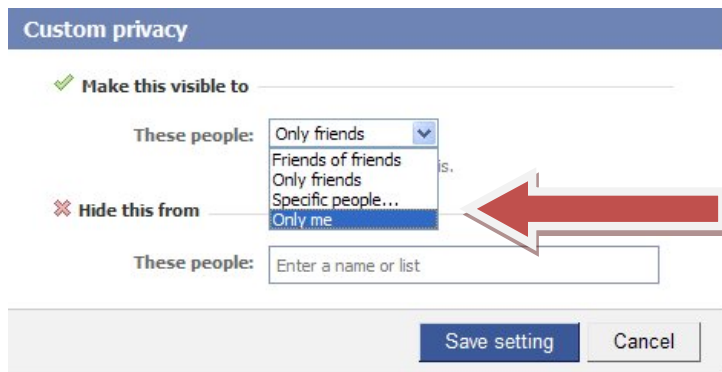 Custom privacy
Make this visible to
These people: Only friends
Friends of friends
is.
Only friends
Specific people...
Hide this from
Only me
These people: Enter a name or list
Save setting Cancel